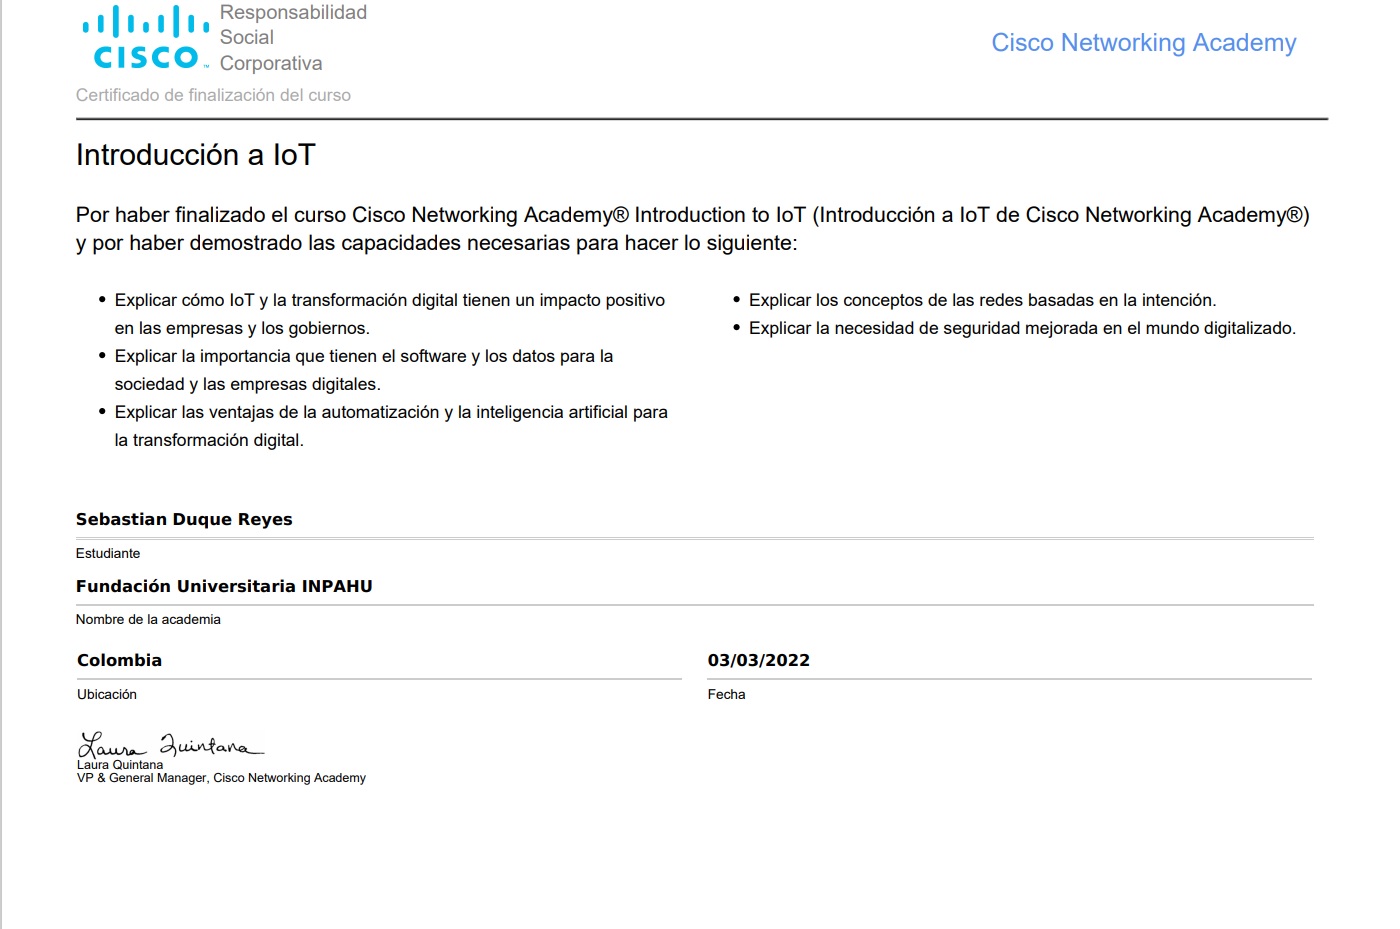 Responsabilidad
Social
Corporativa
CISCO™
Cisco Networking Academy
Certificado de finalización del curso
Introducción a IoT
Por haber finalizado el curso Cisco Networking Academy® Introduction to IoT (Introducción a IoT de Cisco Networking Academy®)
y por haber demostrado las capacidades necesarias para hacer lo siguiente:
• Explicar cómo IoT y la transformación digital tienen un impacto positivo
en las empresas y los gobiernos.
• Explicar la importancia que tienen el software y los datos para la
sociedad y las empresas digitales.
• Explicar las ventajas de la automatización y la inteligencia artificial para
la transformación digital.
• Explicar los conceptos de las redes basadas en la intención.
• Explicar la necesidad de seguridad mejorada en el mundo digitalizado.
Sebastian Duque Reyes
Estudiante
Fundación Universitaria INPAHU
Nombre de la academia
Colombia
Ubicación
03/03/2022
Fecha
Laura Quintana
Laura Quintana
VP & General Manager, Cisco Networking Academy